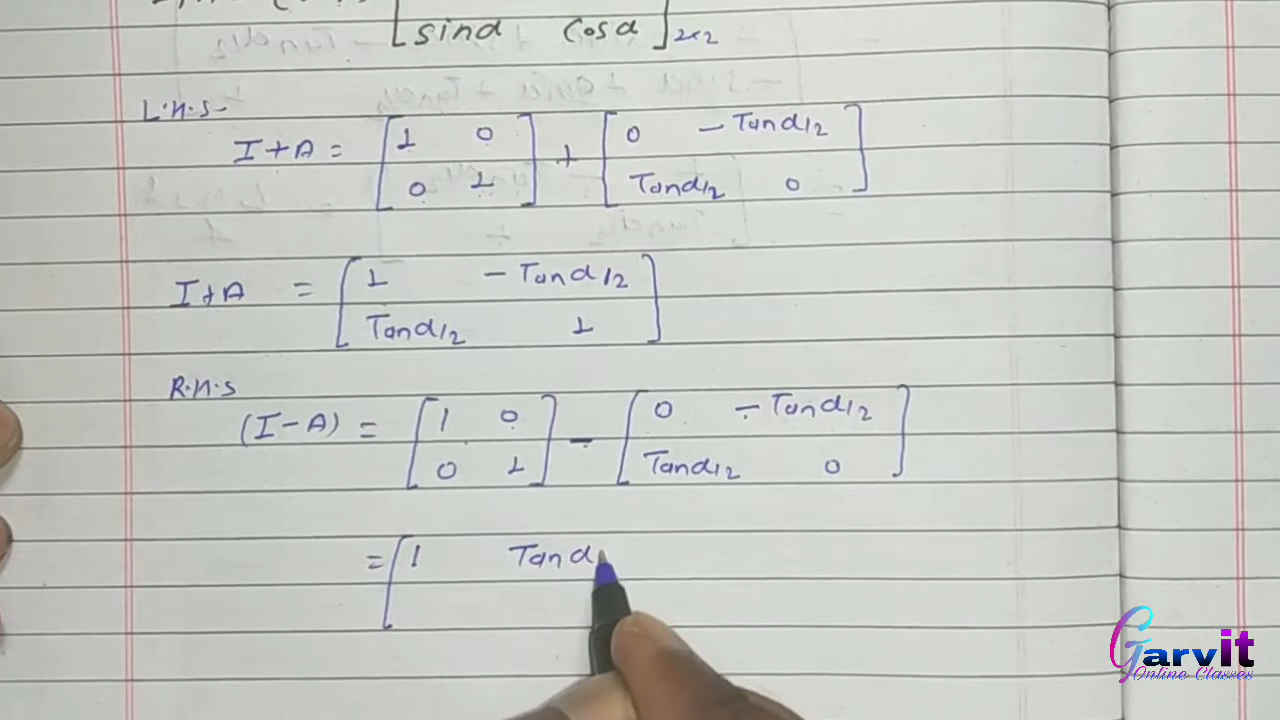 [sinα cosα]2×2
L.H.S-
I+A = [1 0 + [0 -Tanα/2
0 1] Tanα/2 0]
I+A = [1 -Tanα/2
Tanα/2 1]
R.H.S
(I-A) = [1 0 - [0 -Tanα/2
0 1] Tanα/2 0]
= [1 Tanα
Garvit
Online Classes